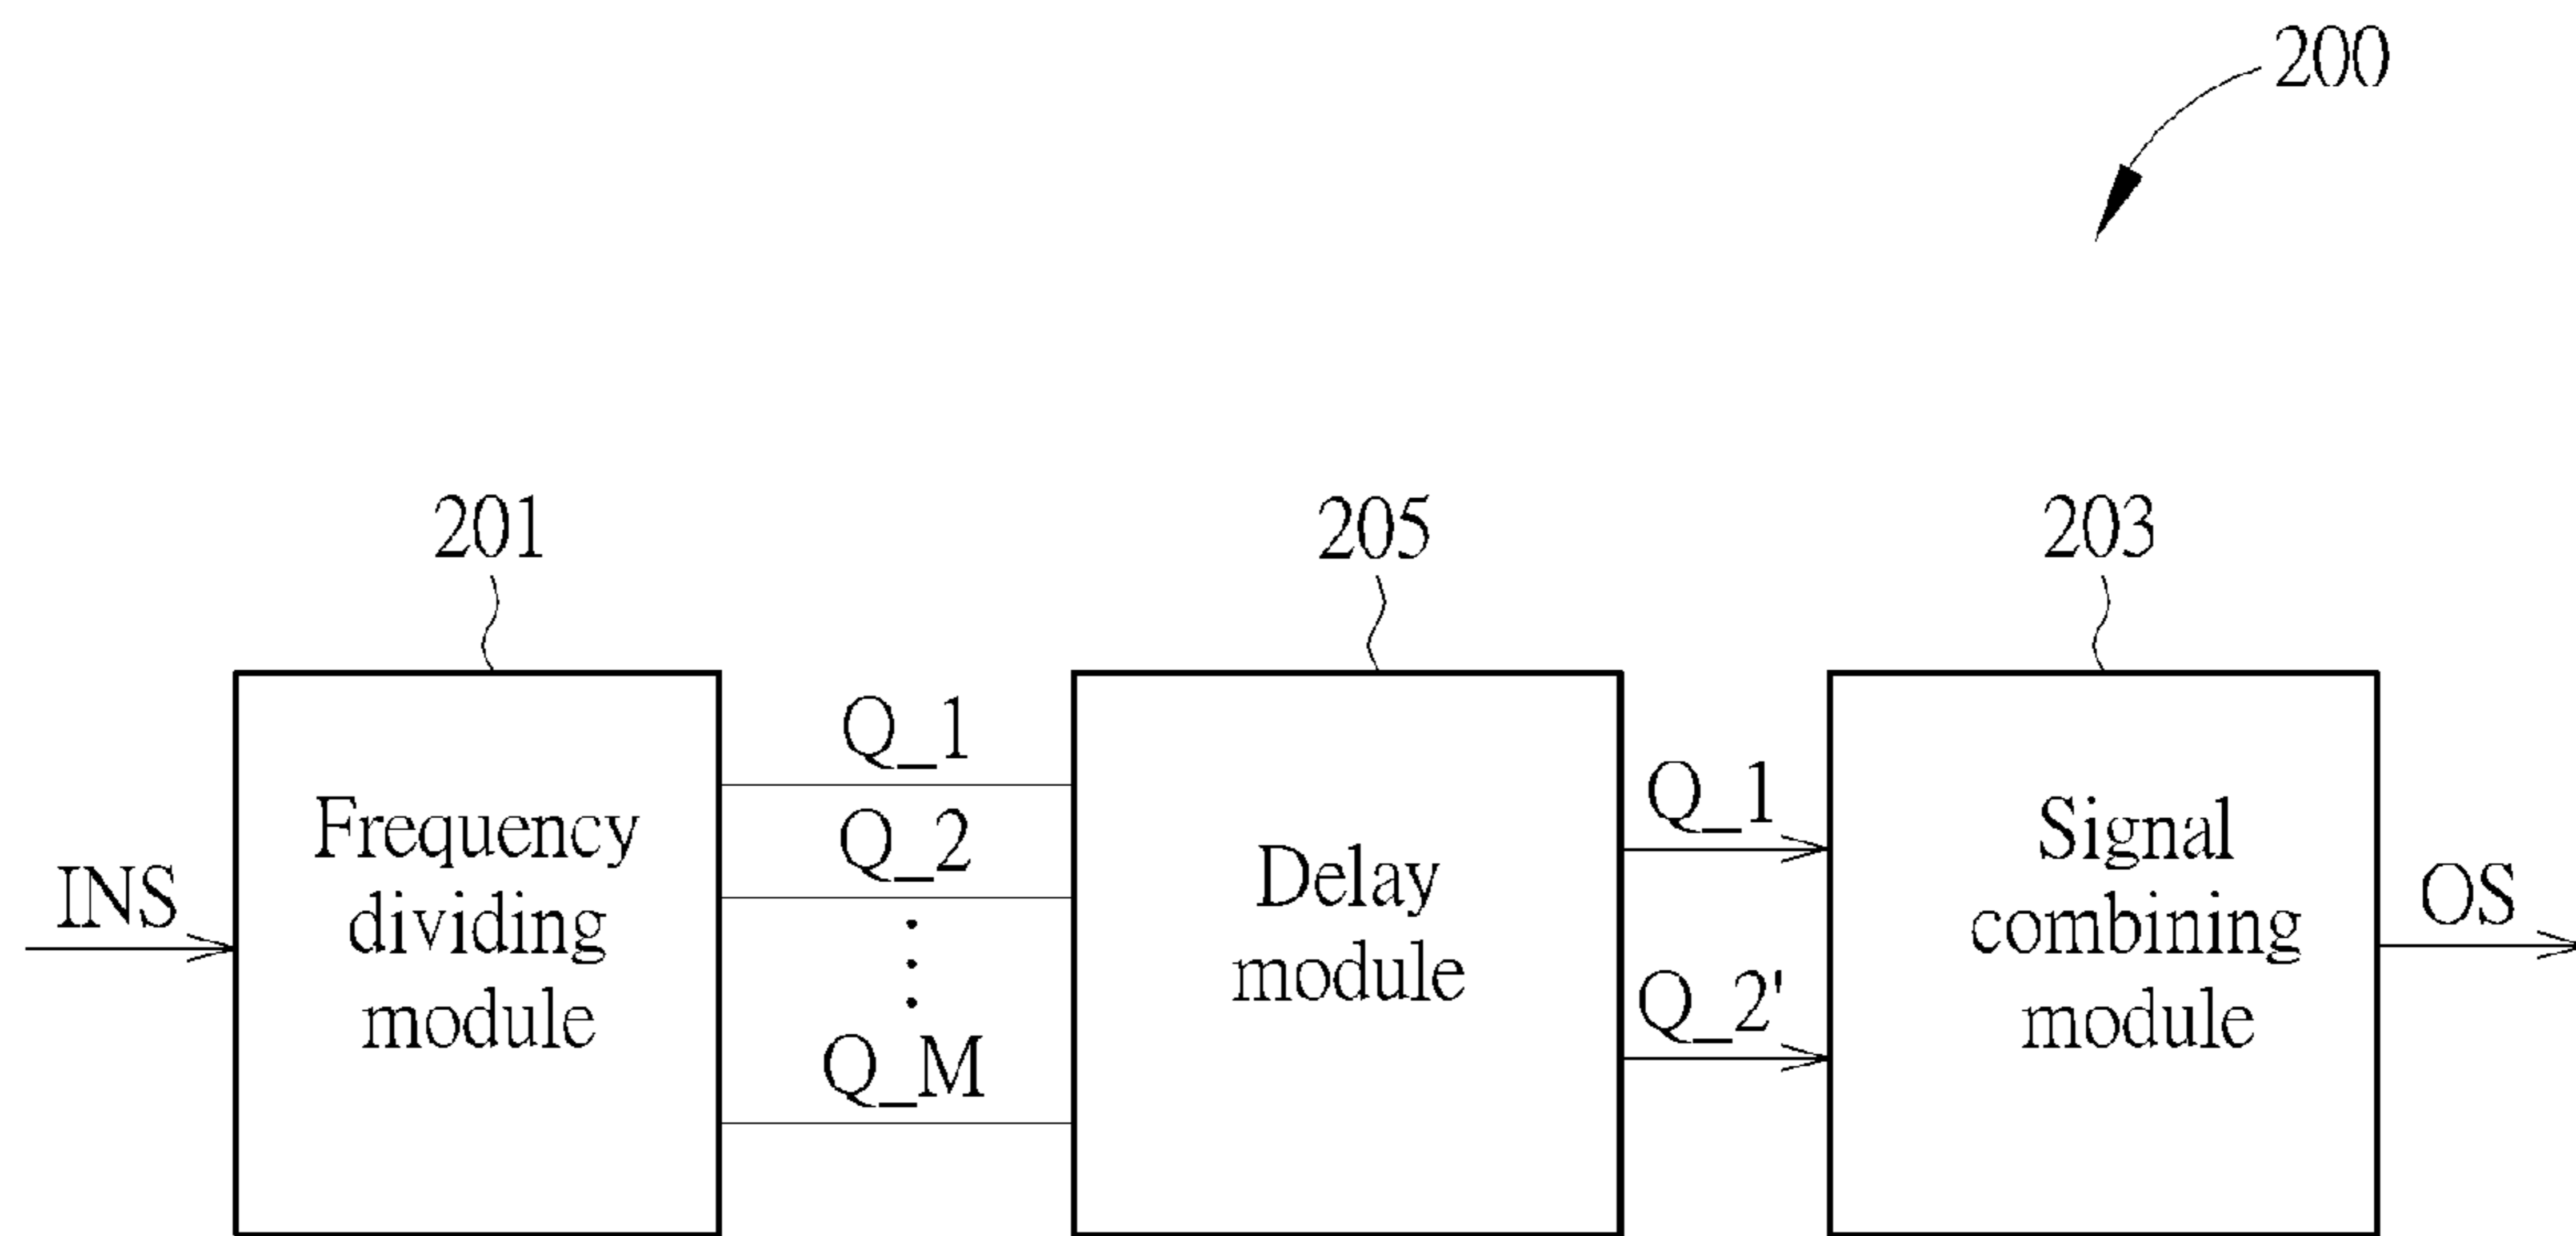 200
201
205
203
INS
Frequency
dividing
module
Q_1
Q_2
Q_M
Delay
module
Q_1
Q_2'
Signal
combining
module
OS